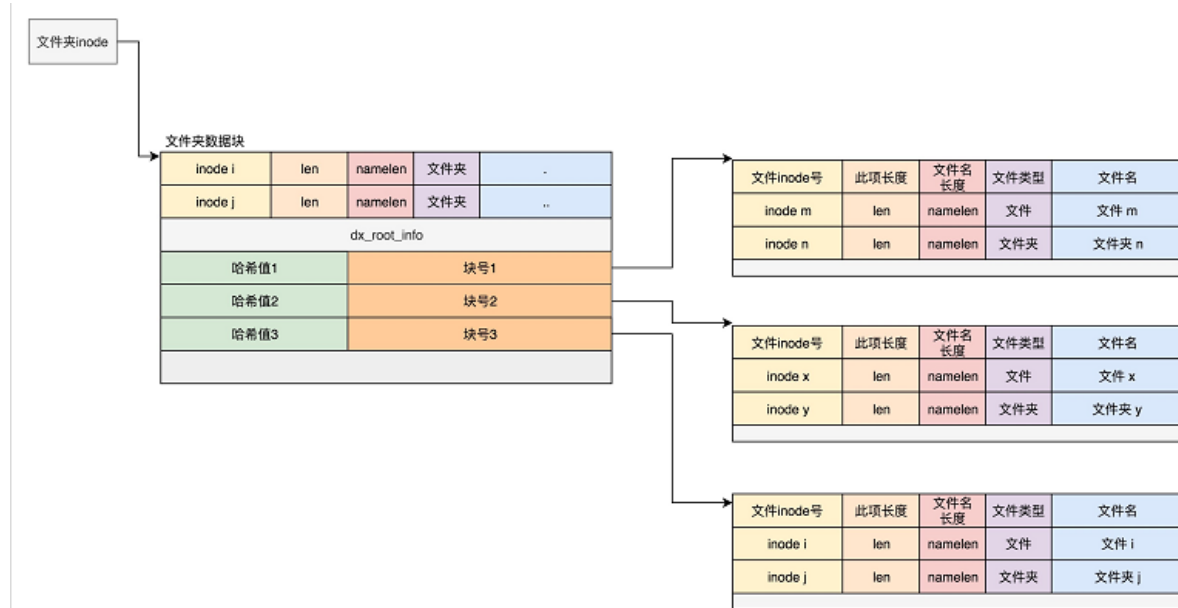 文件夹inode
文件夹数据块
inode i len namelen 文件夹 .
inode j len namelen 文件夹 ..
dx_root_info
哈希值1 块号1
哈希值2 块号2
哈希值3 块号3
文件inode号 此项长度 文件名长度 文件类型 文件名
inode m len namelen 文件 文件 m
inode n len namelen 文件夹 文件夹 n
文件inode号 此项长度 文件名长度 文件类型 文件名
inode x len namelen 文件 文件 x
inode y len namelen 文件夹 文件夹 y
文件inode号 此项长度 文件名长度 文件类型 文件名
inode i len namelen 文件 文件 i
inode j len namelen 文件夹 文件夹 j